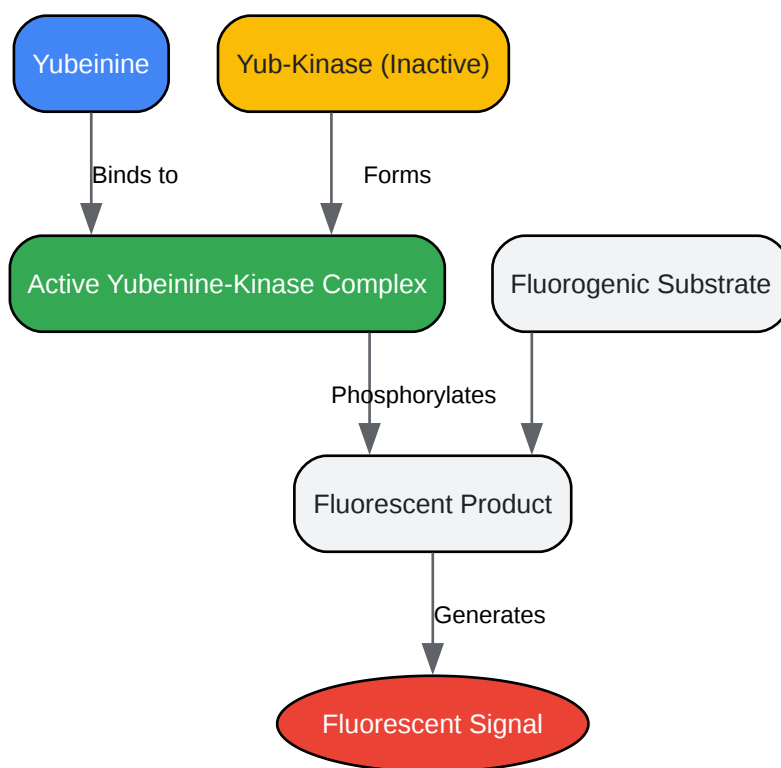 Yubeinine
Yub-Kinase (Inactive)
Binds to
Forms
Active Yubeinine-Kinase Complex
Fluorogenic Substrate
Phosphorylates
Fluorescent Product
Generates
Fluorescent Signal